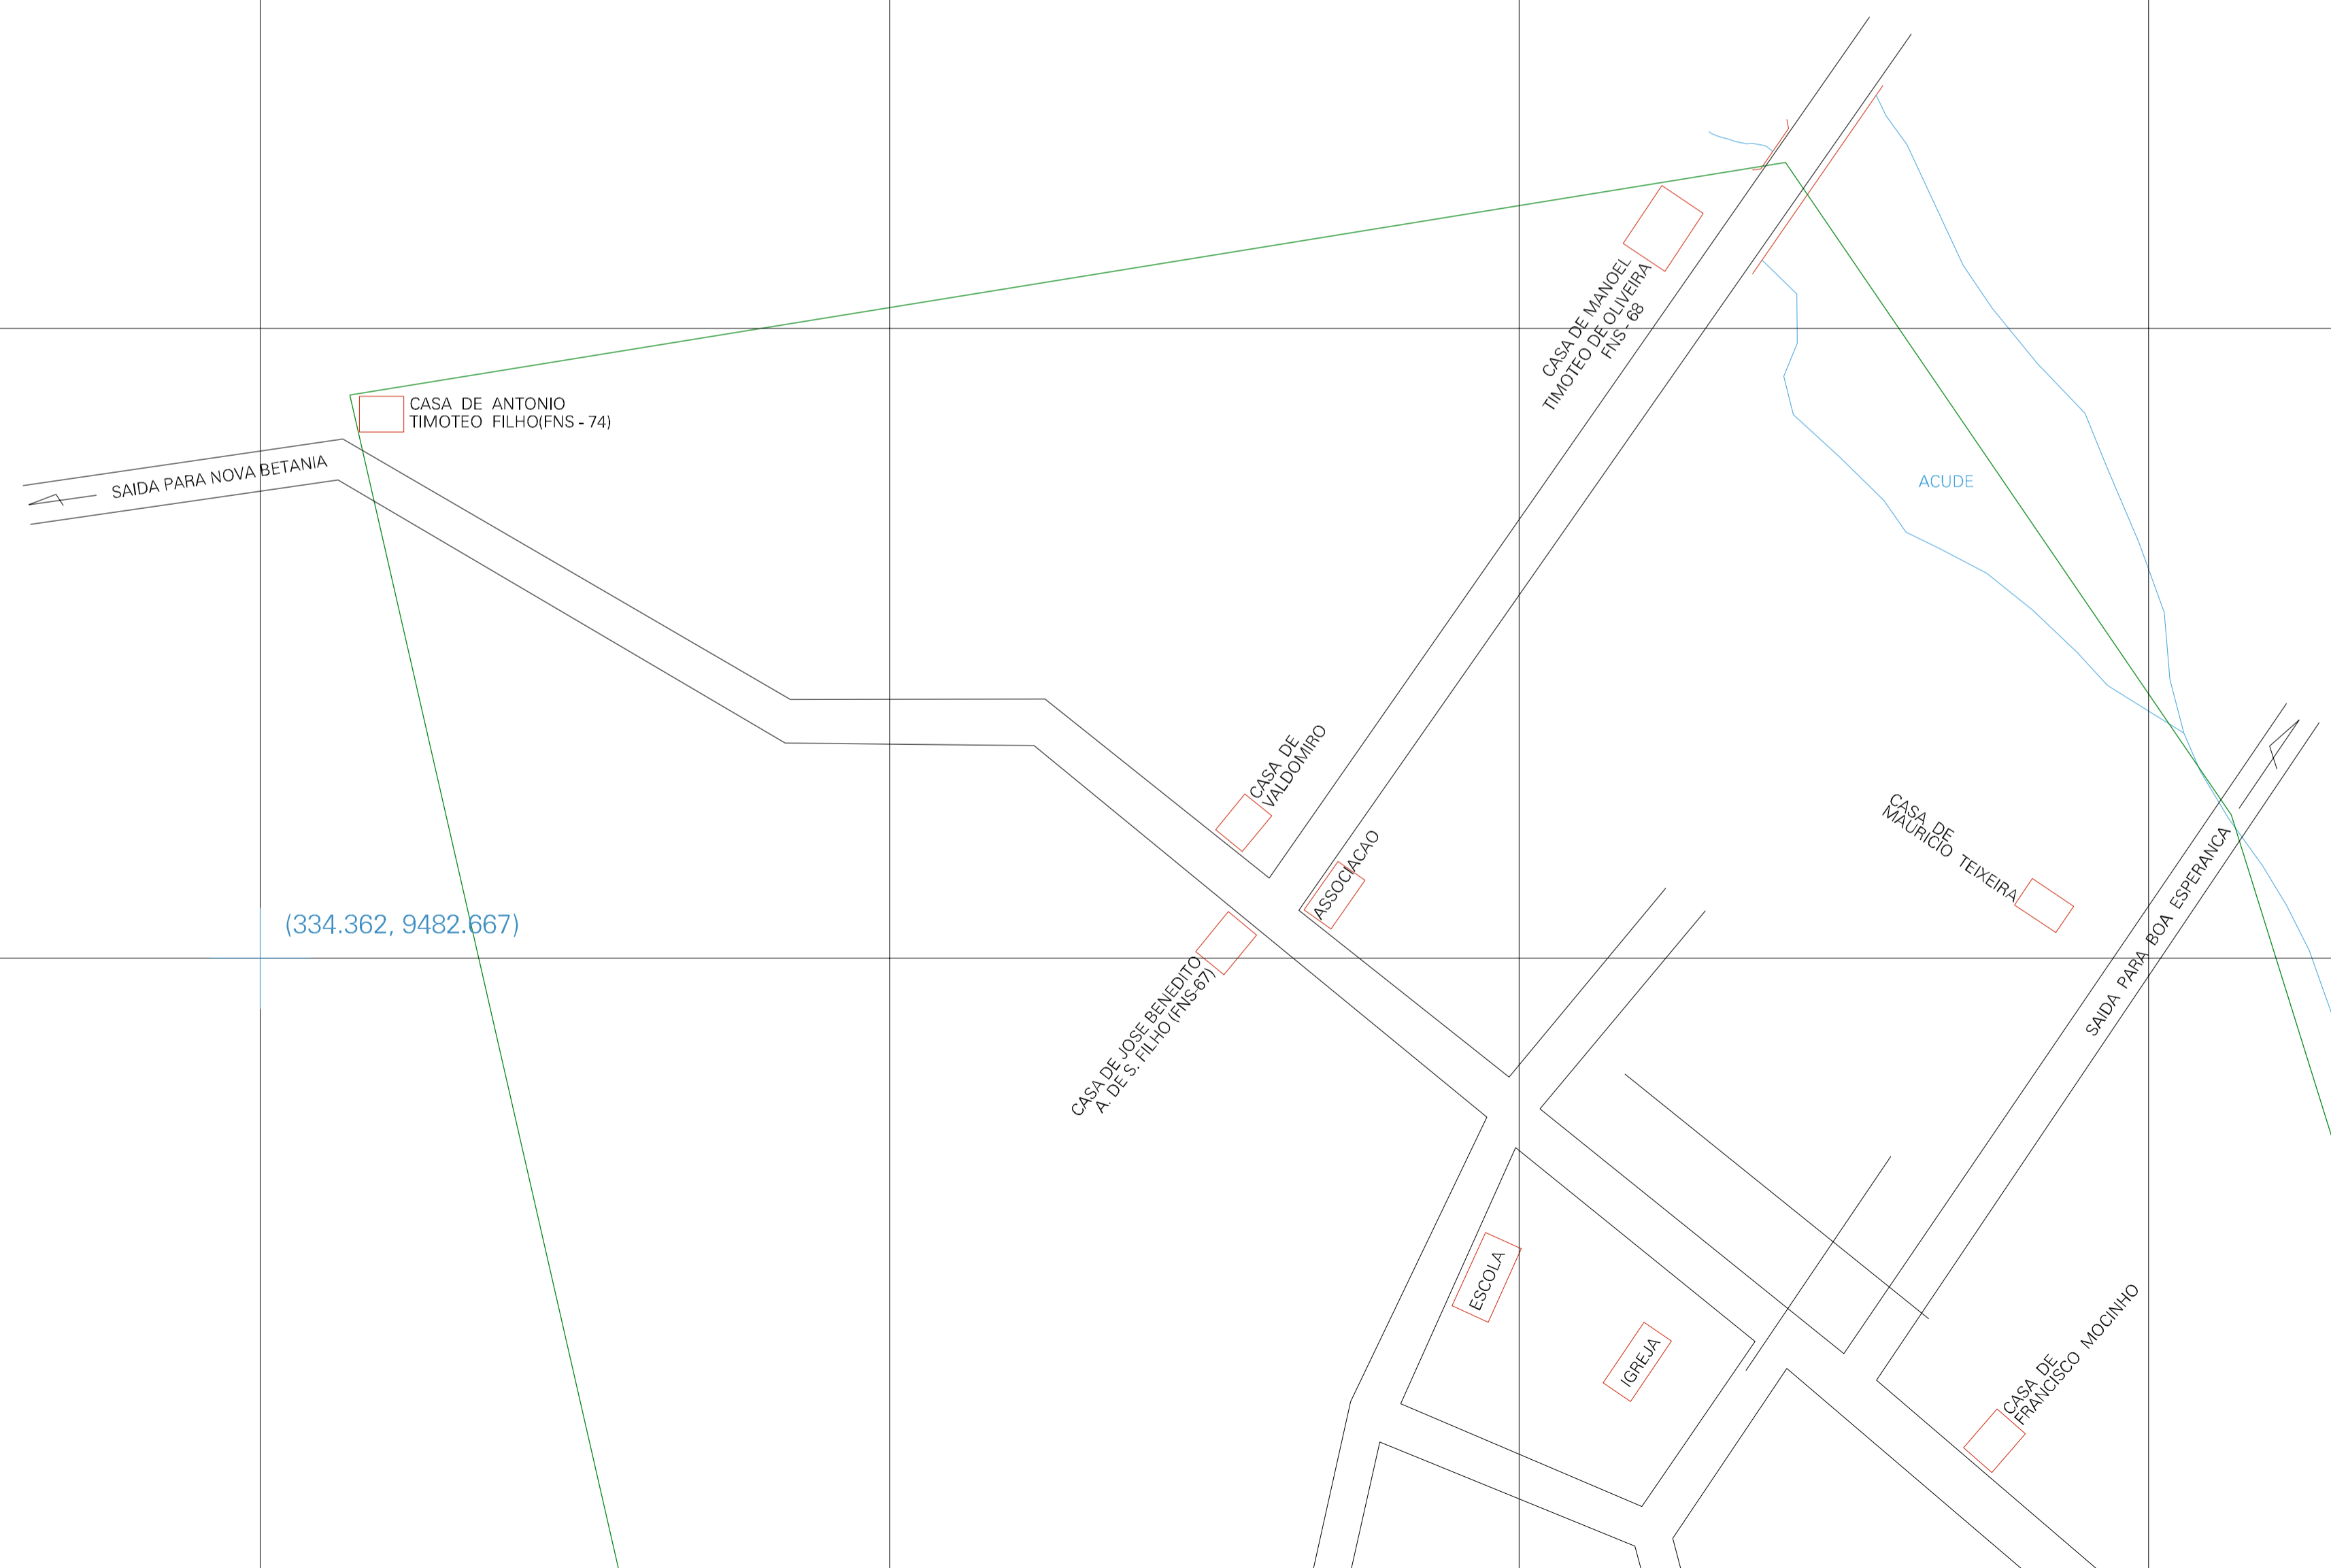 CASA DE MANOEL
TIMOTEO DE OLIVEIRA
FNS - 68
CASA DE ANTONIO
TIMOTEO FILHO(FNS - 74)
SAIDA PARA NOVA BETANIA
ACUDE
CASA DE
VALDOMIRO
ASSOCIACAO
CASA DE
MAURICIO TEIXEIRA
SAIDA PARA BOA ESPERANCA
(334.362, 9482.667)
CASA DE JOSE BENEDITO
A. DE S. FILHO (FNS-67)
ESCOLA
IGREJA
CASA DE
FRANCISCO MOCINHO